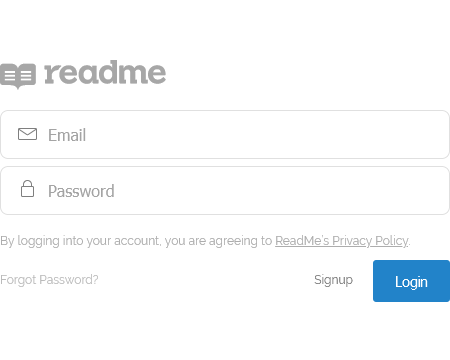 readme
Email
Password
By logging into your account, you are agreeing to ReadMe's Privacy Policy.
Forgot Password?
Signup
Login